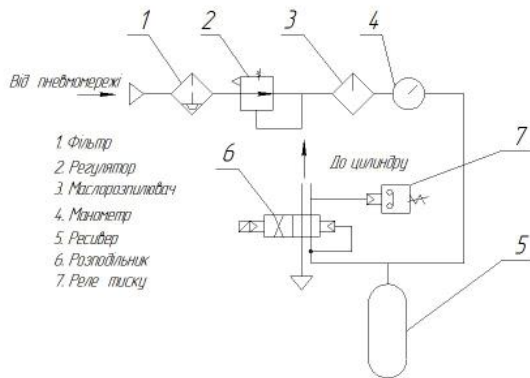 1 2 3 4
Від пневмомережі
1. Фільтр
2. Регулятор
3. Маслорозпилювач
4. Манометр
5. Ресивер
6. Розподільник
7. Реле тиску
6 До циліндру 7
5